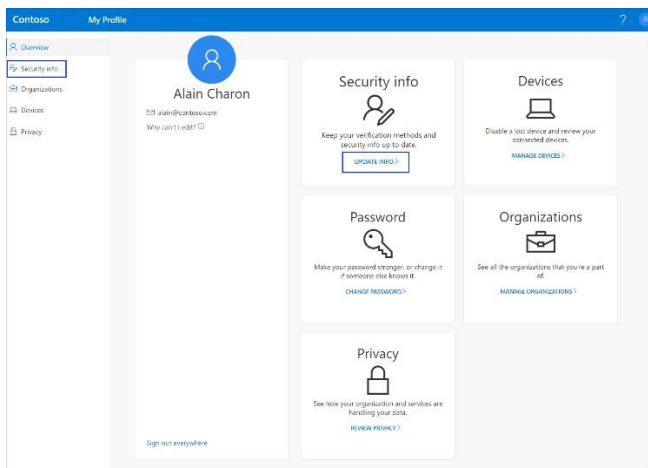 Contoso My Profile ?
Overview
Security info
Organizations
Devices
Privacy
Alain Charon
alain@contoso.com
Why can't I edit?
Sign out everywhere
Security info
Keep your verification methods and
security info up to date.
UPDATE INFO >
Devices
Disable a lost device and review your
connected devices.
MANAGE DEVICES >
Password
Make your password stronger, or change it
if someone else knows it.
CHANGE PASSWORD >
Organizations
See all the organizations that you're a part
of.
MANAGE ORGANIZATIONS >
Privacy
See how your organization and services are
handling your data.
REVIEW PRIVACY >